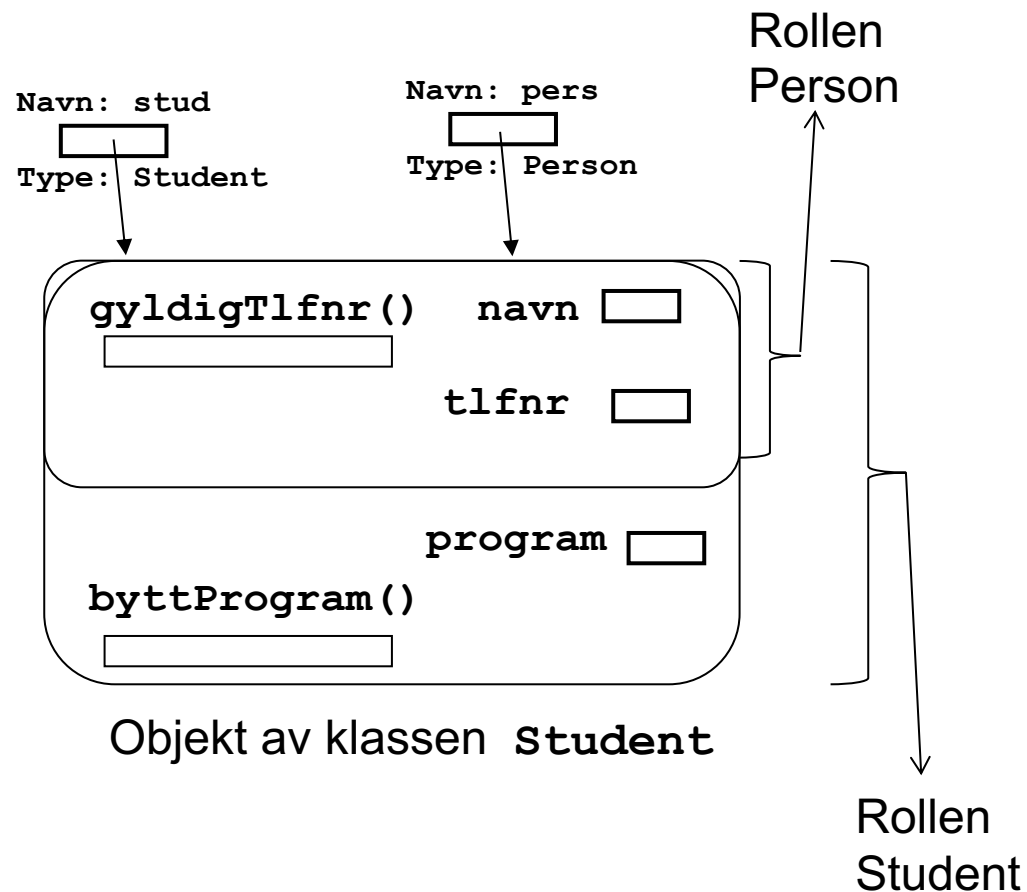 Rollen
Person
Navn: stud
Type: Student
Navn: pers
Type: Person
gyldigTlfnr()
navn
tlfnr
program
byttProgram()
Objekt av klassen Student
Rollen
Student